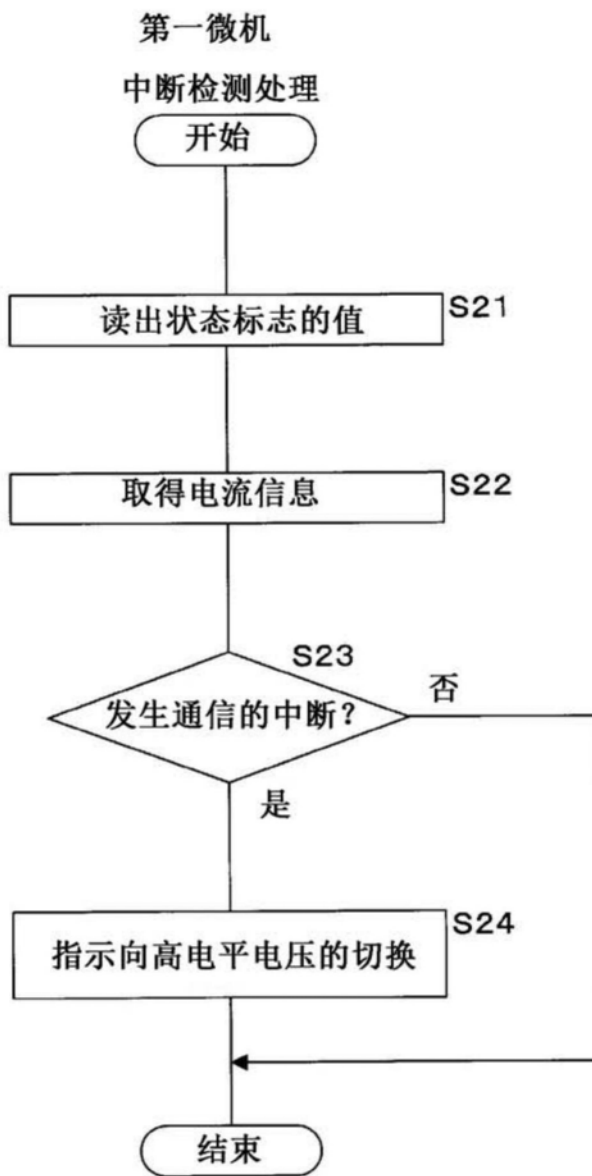 第一微机
中断检测处理
开始
读出状态标志的值
S21
取得电流信息
S22
S23
发生通信的中断？
否
是
S24
指示向高电平电压的切换
结束